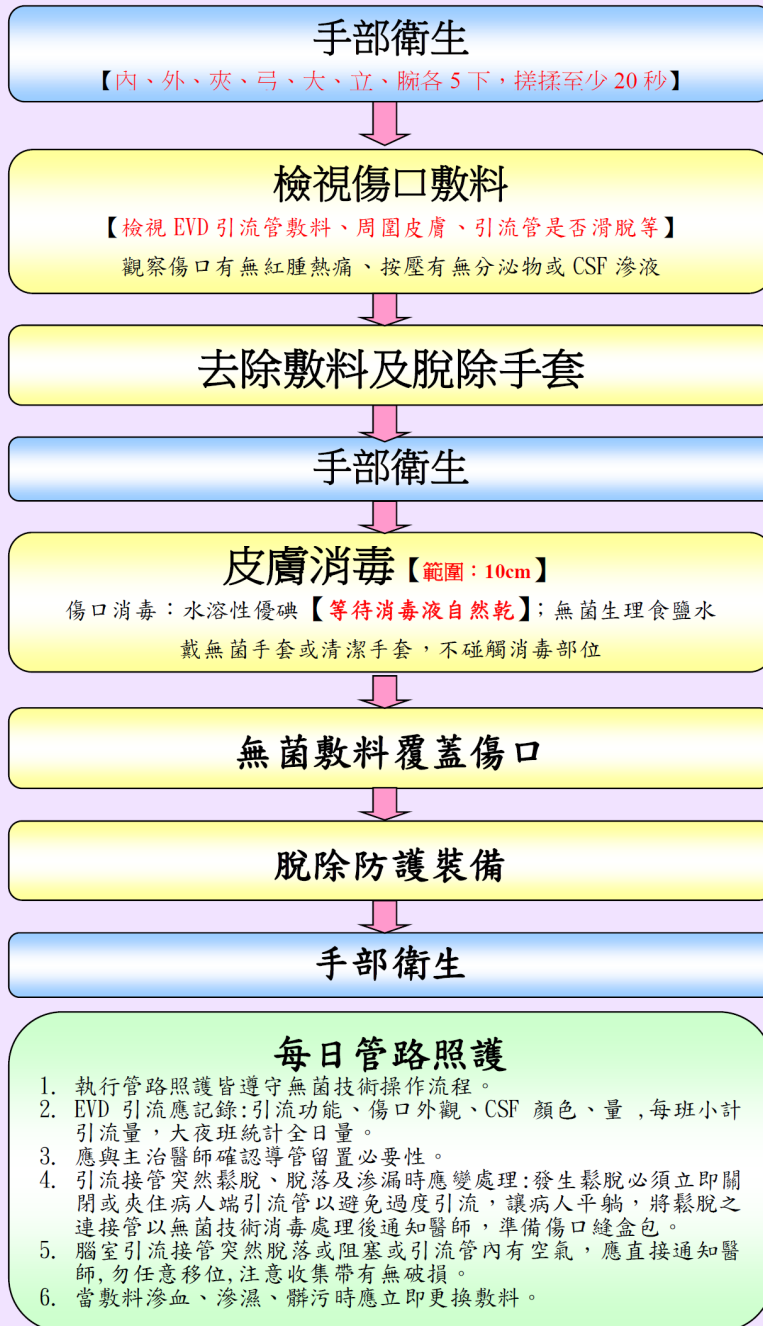 手部衛生
【內、外、夾、弓、大、立、腕各5下，搓揉至少20秒】
檢視傷口敷料
【檢視 EVD 引流管敷料、周圍皮膚、引流管是否滑脫等】
觀察傷口有無紅腫熱痛、按壓有無分泌物或 CSF 滲液
去除敷料及脫除手套
手部衛生
皮膚消毒【範圍：10cm】
傷口消毒：水溶性優碘【等待消毒液自然乾】；無菌生理食鹽水
戴無菌手套或清潔手套，不碰觸消毒部位
無菌敷料覆蓋傷口
脫除防護裝備
手部衛生
每日管路照護
1. 執行管路照護皆遵守無菌技術操作流程。
2. EVD 引流應記錄:引流功能、傷口外觀、CSF 顏色、量 ,每班小計
引流量，大夜班統計全日量。
3. 應與主治醫師確認導管留置必要性。
4. 引流接管突然鬆脫、脫落及滲漏時應變處理:發生鬆脫必須立即關
閉或夾住病人端引流管以避免過度引流，讓病人平躺，將鬆脫之
連接管以無菌技術消毒處理後通知醫師，準備傷口縫盒包。
5. 腦室引流接管突然脫落或阻塞或引流管內有空氣，應直接通知醫
師,勿任意移位,注意收集帶有無破損。
6. 當敷料滲血、滲濕、髒污時應立即更換敷料。